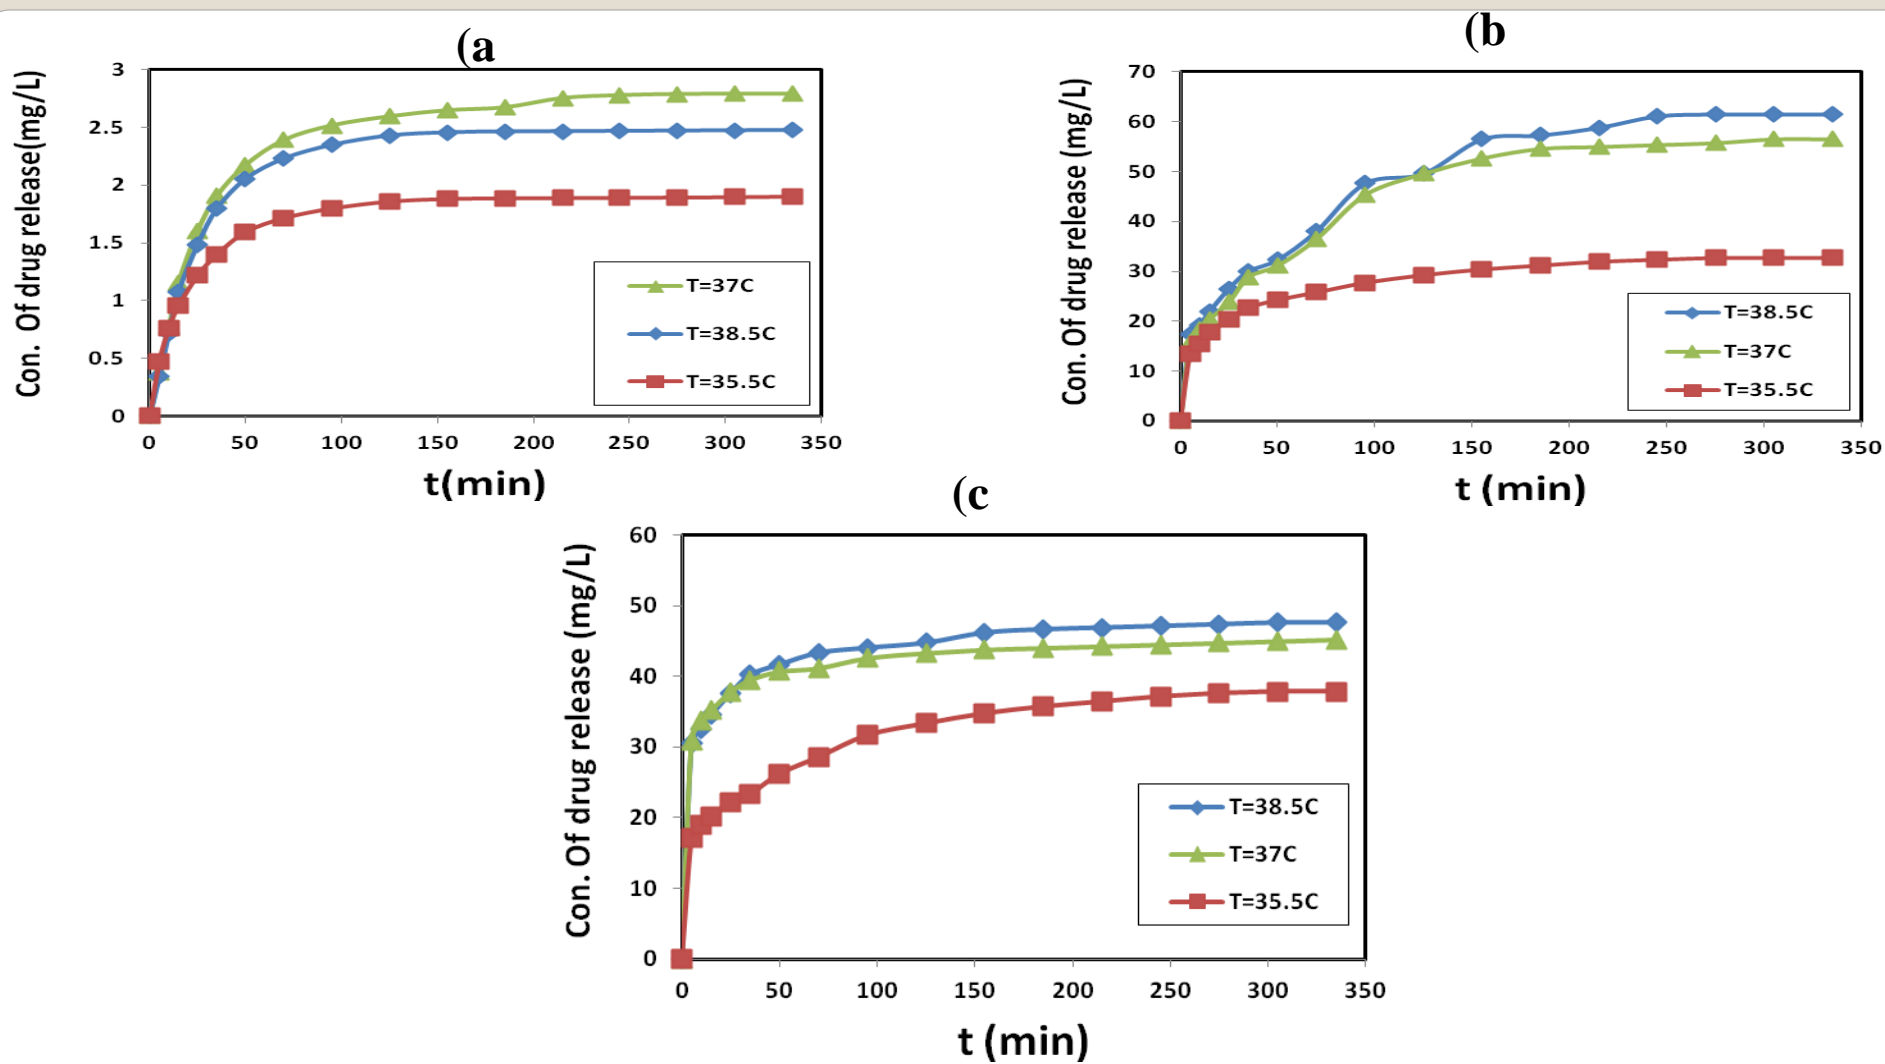 (a
Con. Of drug release(mg/L)
3
2.5
2
1.5
1
0.5
0
T=37C
T=38.5C
T=35.5C
0 50 100 150 200 250 300 350
t(min)
(b
Con. Of drug release (mg/L)
70
60
50
40
30
20
10
0
T=38.5C
T=37C
T=35.5C
0 50 100 150 200 250 300 350
t (min)
(c
Con. Of drug release (mg/L)
60
50
40
30
20
10
0
T=38.5C
T=37C
T=35.5C
0 50 100 150 200 250 300 350
t (min)